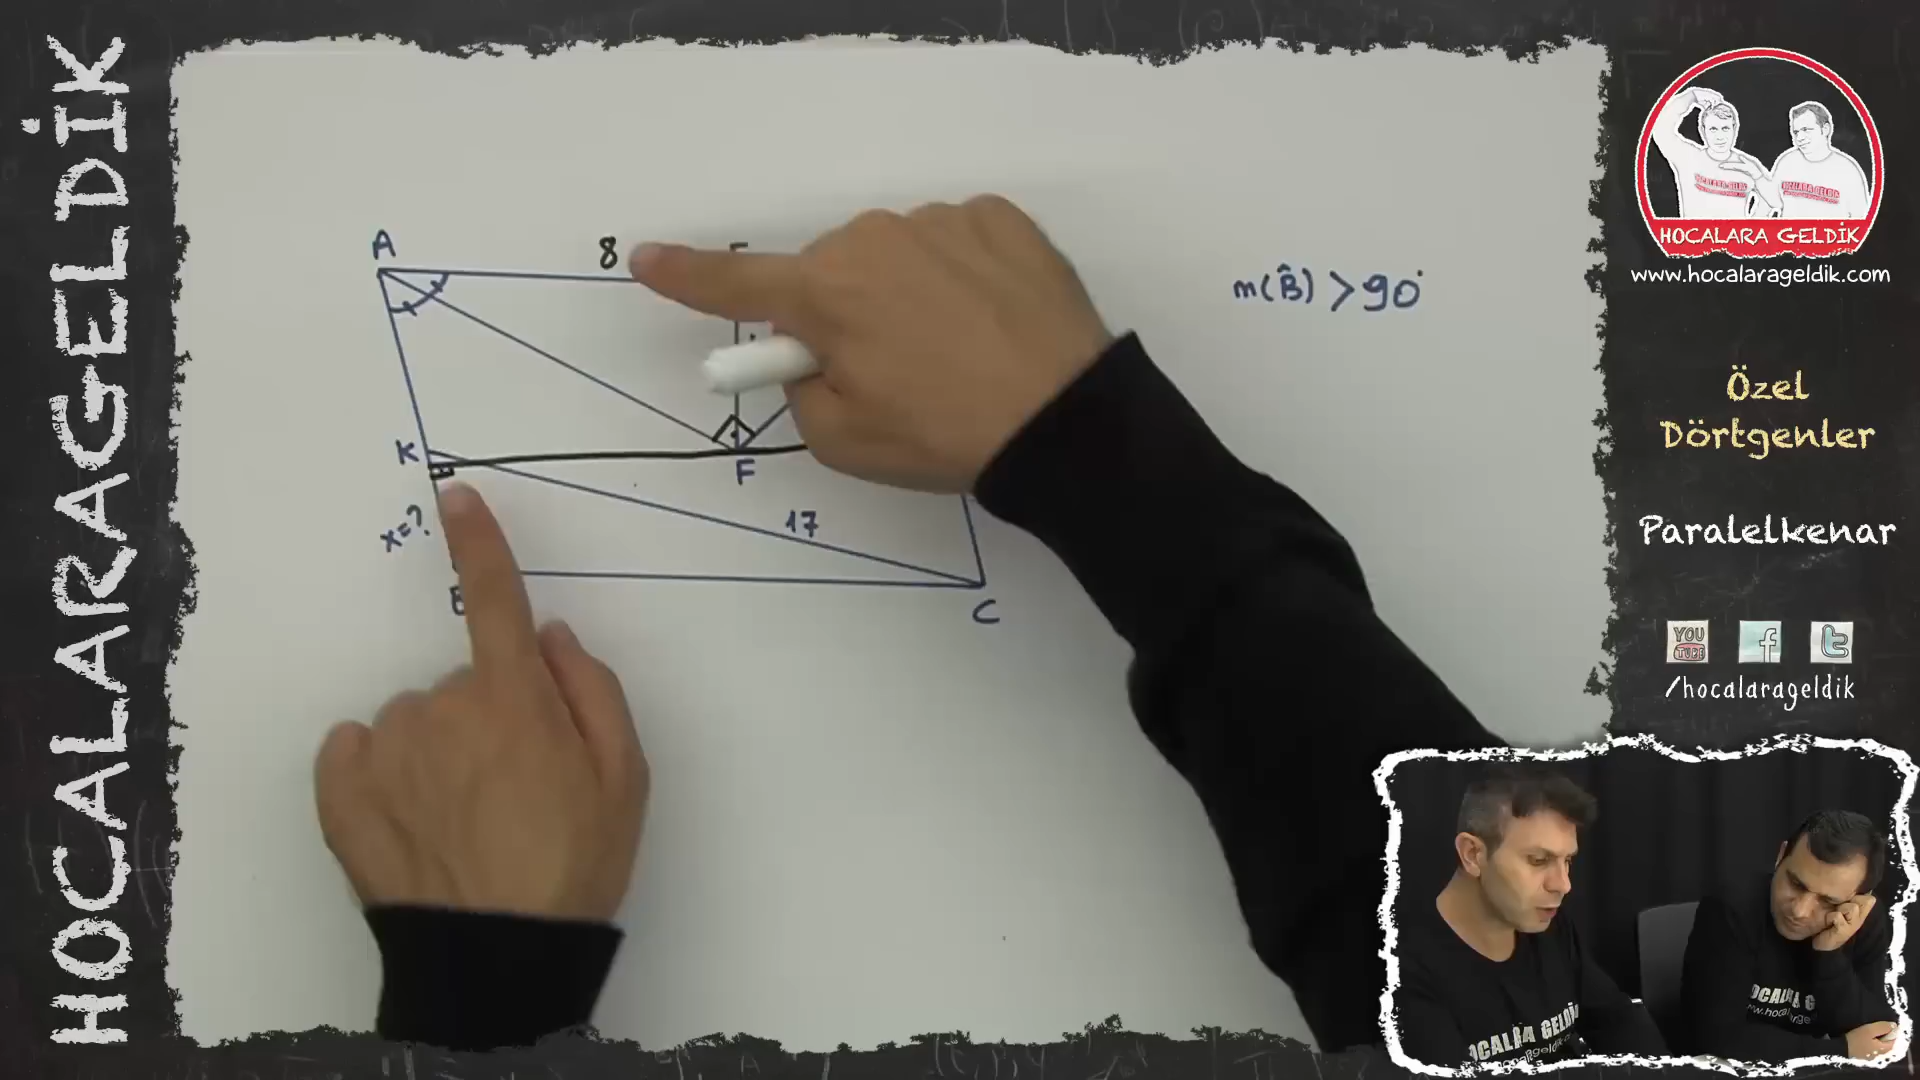 HOCALARAGELDİK
A
8
K
F
x=?
17
C
m(B̂) > 90°
HOCALARA GELDİK
www.hocalarageldik.com
Özel
Dörtgenler
Paralelkenar
YOU
TUBE
f
t
/hocalarageldik